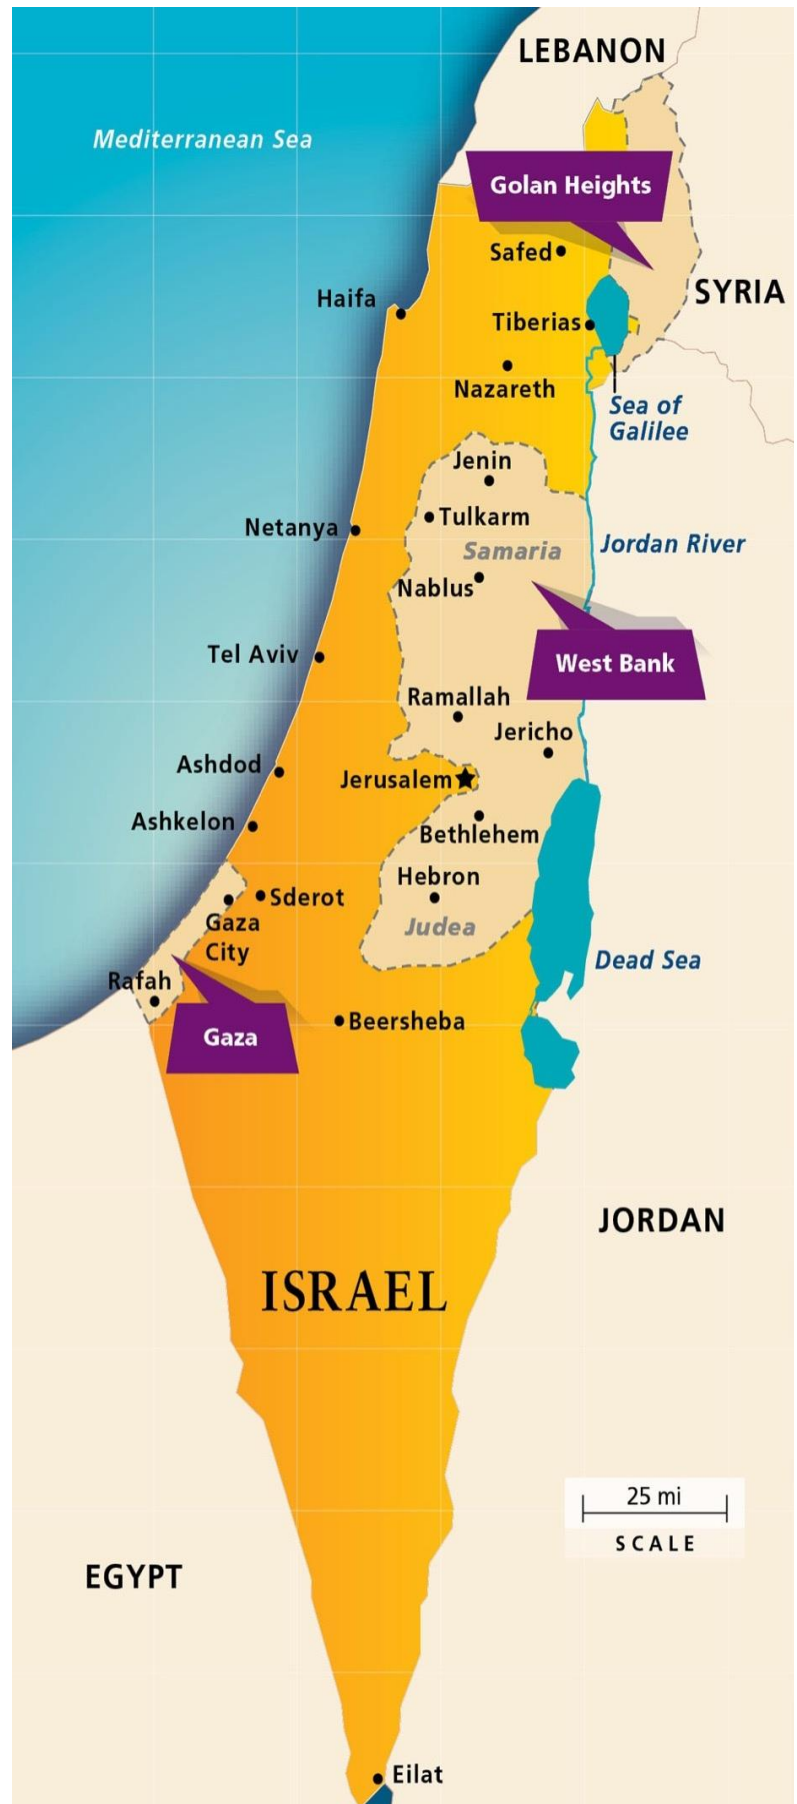 LEBANON
Mediterranean Sea
Golan Heights
Safed
SYRIA
Haifa
Tiberias
Nazareth
Sea of
Galilee
Jenin
Tulkarm
Netanya
Samaria
Jordan River
Nablus
Tel Aviv
West Bank
Ramallah
Jericho
Ashdod
Jerusalem
Ashkelon
Bethlehem
Hebron
Sderot
Gaza
City
Judea
Dead Sea
Rafah
Beersheba
Gaza
JORDAN
ISRAEL
25 mi
SCALE
EGYPT
Eilat